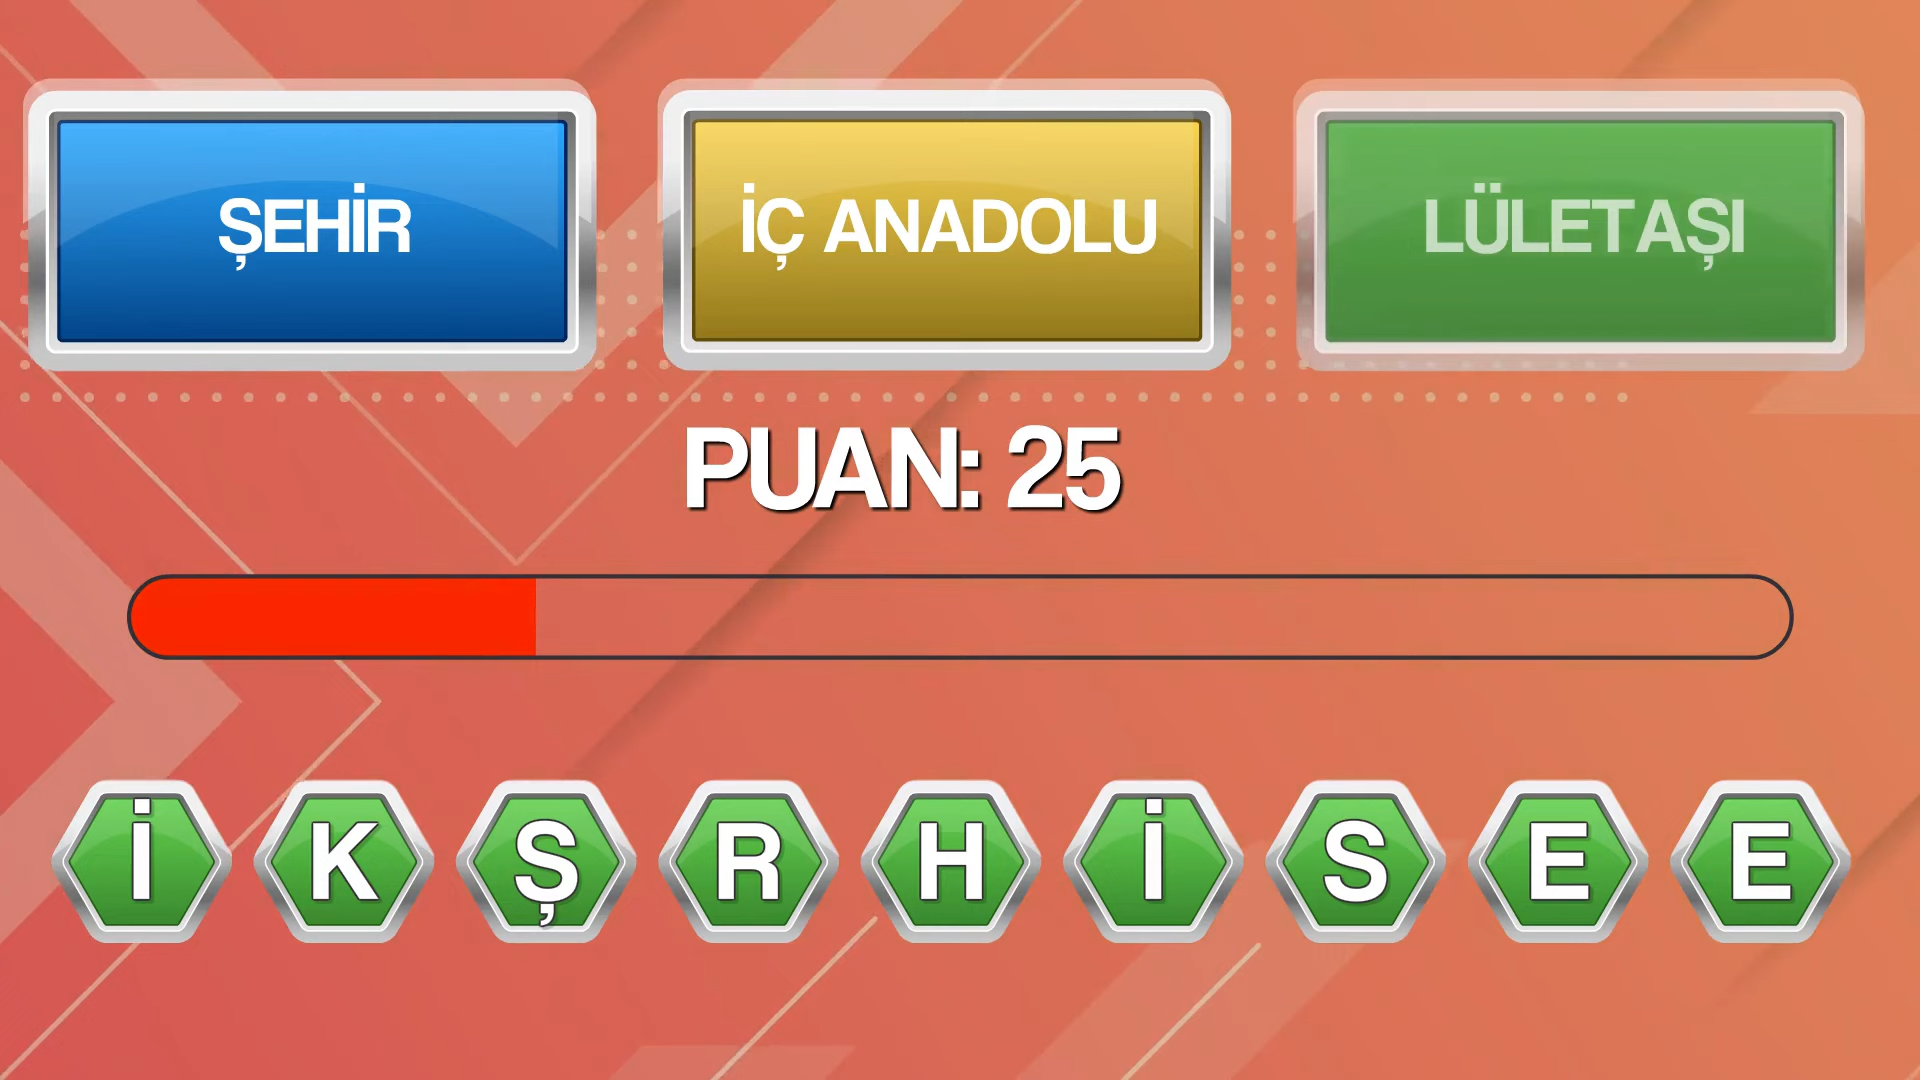 ŞEHİR
İÇ ANADOLU
LÜLETAŞI
PUAN: 25
İ K Ş R H İ S E E